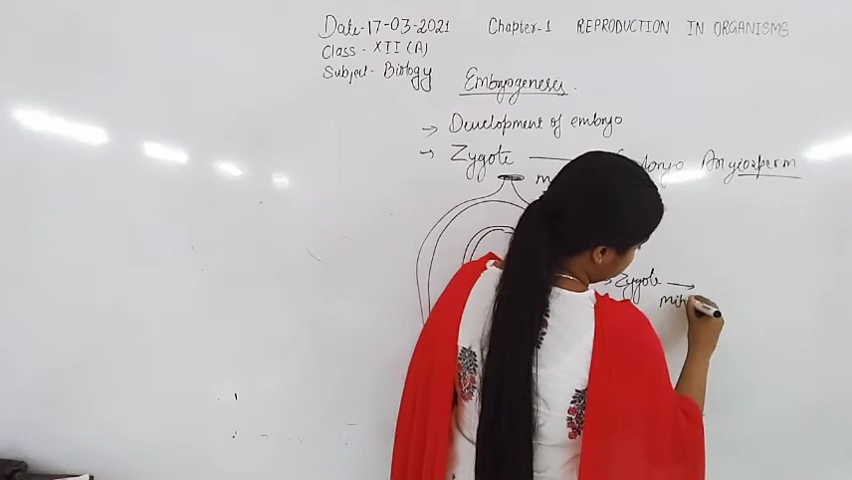 Date-17-03-2021 Chapter-1 REPRODUCTION IN ORGANISMS
Class - XII (A)
Subject- Biology
Embryogenesis.
→ Development of embryo
→ Zygote → Angiosperm
→ Zygote →